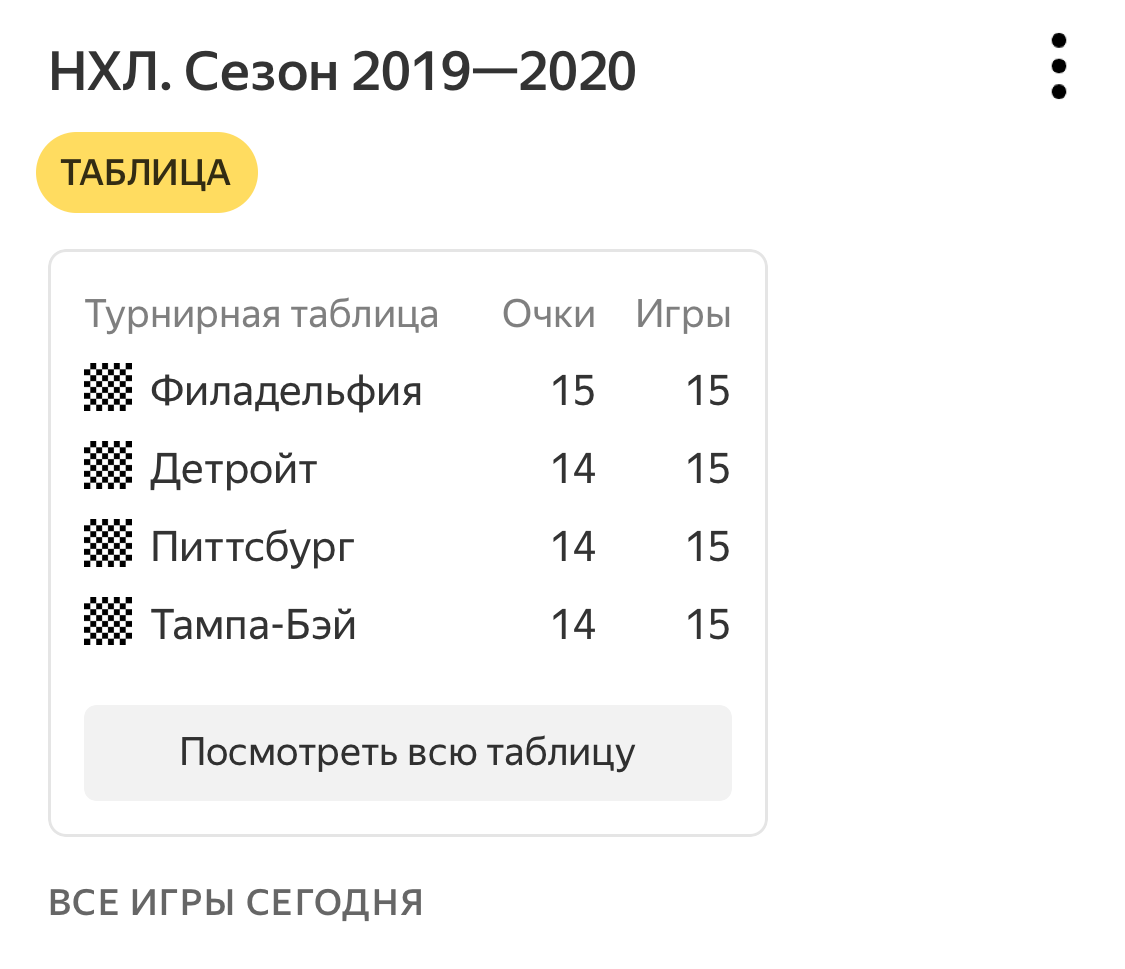 НХЛ. Сезон 2019—2020
ТАБЛИЦА
Турнирная таблица Очки Игры
Филадельфия 15 15
Детройт 14 15
Питтсбург 14 15
Тампа-Бэй 14 15
Посмотреть всю таблицу
ВСЕ ИГРЫ СЕГОДНЯ